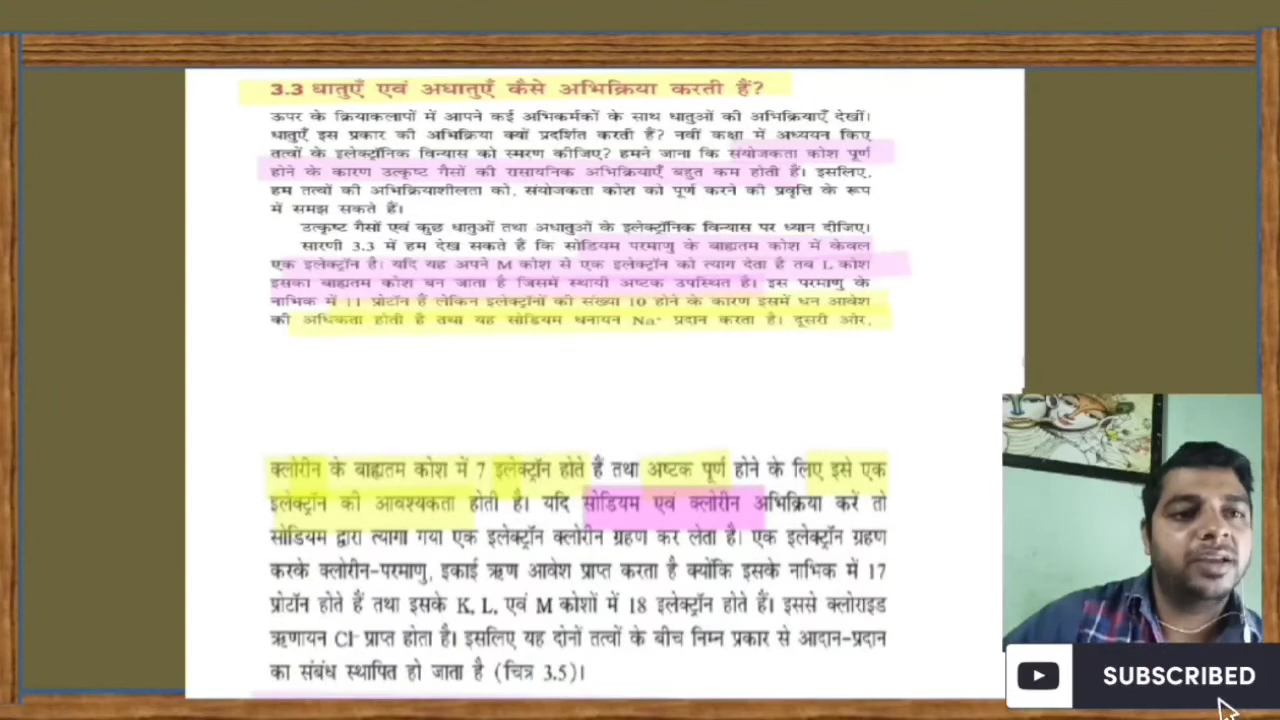 3.3 धातुएँ एवं अधातुएँ कैसे अभिक्रिया करती हैं?
ऊपर के क्रियाकलापों में आपने कई अभिकर्मकों के साथ धातुओं की अभिक्रियाएँ देखीं।
धातुएँ इस प्रकार की अभिक्रिया क्यों प्रदर्शित करती हैं? नवीं कक्षा में अध्ययन किए
तत्वों के इलेक्ट्रॉनिक विन्यास को स्मरण कीजिए? हमने जाना कि संयोजकता कोश पूर्ण
होने के कारण उत्कृष्ट गैसों की रासायनिक अभिक्रियाएँ बहुत कम होती हैं। इसलिए,
हम तत्वों की अभिक्रियाशीलता को, संयोजकता कोश को पूर्ण करने की प्रवृत्ति के रूप
में समझ सकते हैं।
उत्कृष्ट गैसों एवं कुछ धातुओं तथा अधातुओं के इलेक्ट्रॉनिक विन्यास पर ध्यान दीजिए।
सारणी 3.3 में हम देख सकते हैं कि सोडियम परमाणु के बाह्यतम कोश में केवल
एक इलेक्ट्रॉन है। यदि यह अपने M कोश से एक इलेक्ट्रॉन को त्याग देता है तब L कोश
इसका बाह्यतम कोश बन जाता है जिसमें स्थायी अष्टक उपस्थित है। इस परमाणु के
नाभिक में 11 प्रोटॉन हैं लेकिन इलेक्ट्रॉनों की संख्या 10 होने के कारण इसमें धन आवेश
की अधिकता होती है तथा यह सोडियम धनायन Na⁺ प्रदान करता है। दूसरी ओर,
क्लोरीन के बाह्यतम कोश में 7 इलेक्ट्रॉन होते हैं तथा अष्टक पूर्ण होने के लिए इसे एक
इलेक्ट्रॉन की आवश्यकता होती है। यदि सोडियम एवं क्लोरीन अभिक्रिया करें तो
सोडियम द्वारा त्यागा गया एक इलेक्ट्रॉन क्लोरीन ग्रहण कर लेता है। एक इलेक्ट्रॉन ग्रहण
करके क्लोरीन-परमाणु, इकाई ऋण आवेश प्राप्त करता है क्योंकि इसके नाभिक में 17
प्रोटॉन होते हैं तथा इसके K, L, एवं M कोशों में 18 इलेक्ट्रॉन होते हैं। इससे क्लोराइड
ऋणायन Cl⁻ प्राप्त होता है। इसलिए यह दोनों तत्वों के बीच निम्न प्रकार से आदान-प्रदान
का संबंध स्थापित हो जाता है (चित्र 3.5)।
SUBSCRIBED